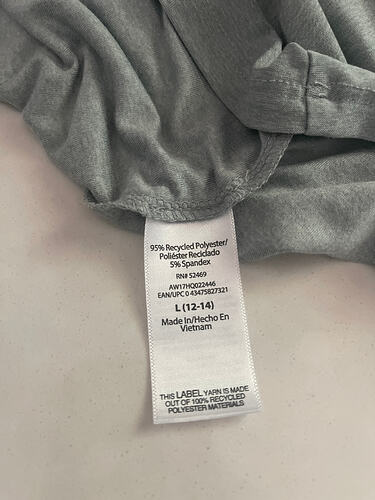 95% Recycled Polyester/
Poliéster Reciclado
5% Spandex
RN# 52469
AW17HQ022446
EAN/UPC 0 43475827321
L (12-14)
Made In/Hecho En
Vietnam
THIS LABEL YARN IS MADE
OUT OF 100% RECYCLED
POLYESTER MATERIALS